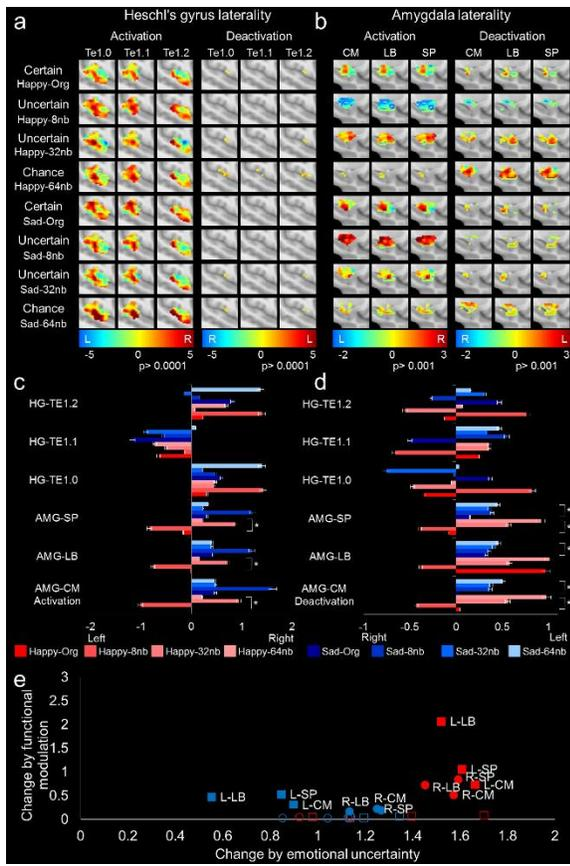 a Heschl's gyrus laterality
Activation Deactivation
Te1.0 Te1.1 Te1.2 Te1.0 Te1.1 Te1.2
b Amygdala laterality
Activation Deactivation
CM LB SP CM LB SP
Certain
Happy-Org
Uncertain
Happy-8nb
Uncertain
Happy-32nb
Chance
Happy-64nb
Certain
Sad-Org
Uncertain
Sad-8nb
Uncertain
Sad-32nb
Chance
Sad-64nb
L R L R L R L R
-5 0 5 -5 0 5 -2 0 3 -2 0 3
p> 0.0001 p> 0.0001 p> 0.001 p> 0.001
c
HG-TE1.2
HG-TE1.1
HG-TE1.0
AMG-SP
*
AMG-LB
*
AMG-CM
Activation
*
-2 -1 0 1 2
Left Right
d
HG-TE1.2
HG-TE1.1
HG-TE1.0
AMG-SP
AMG-LB
AMG-CM
Deactivation
-1 -0.5 0 0.5 1
Right Left
Happy-Org Happy-8nb Happy-32nb Happy-64nb Sad-Org Sad-8nb Sad-32nb Sad-64nb
e
Change by functional
modulation
3
2.5
2
1.5
1
0.5
0
L-LB
L-SP
R-SP
R-LB
L-CM
R-CM
L-LB
L-SP
L-CM
R-LB
R-CM
R-SP
0 0.2 0.4 0.6 0.8 1 1.2 1.4 1.6 1.8 2
Change by emotional uncertainty